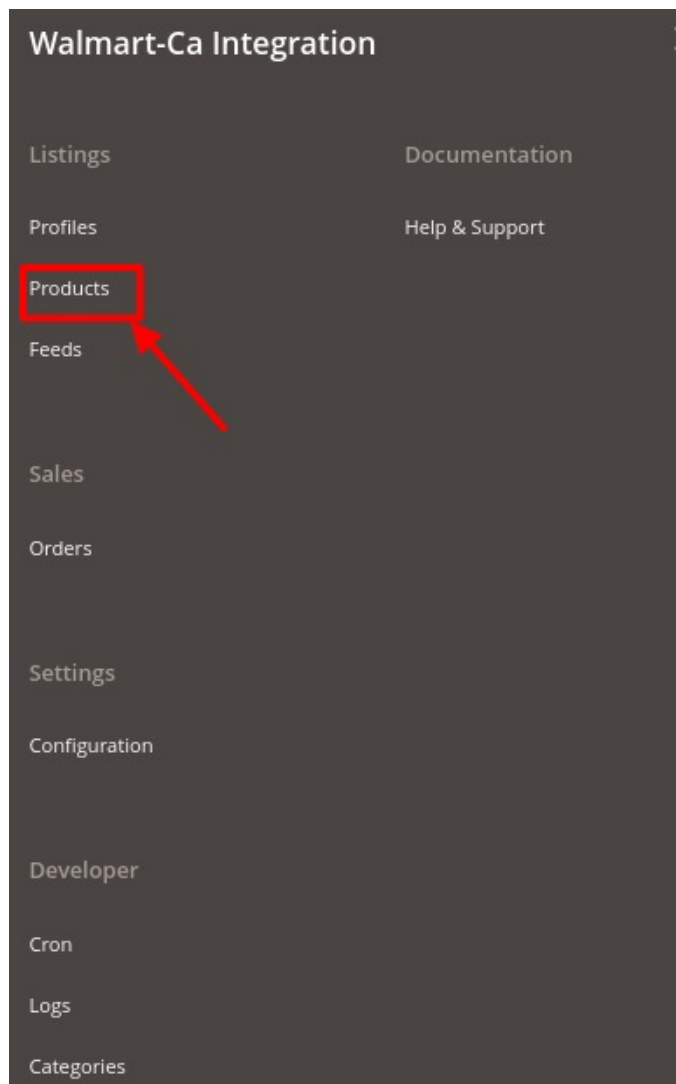 Walmart-Ca Integration
Listings
Profiles
Products
Feeds
Sales
Orders
Settings
Configuration
Developer
Cron
Logs
Categories
Documentation
Help & Support